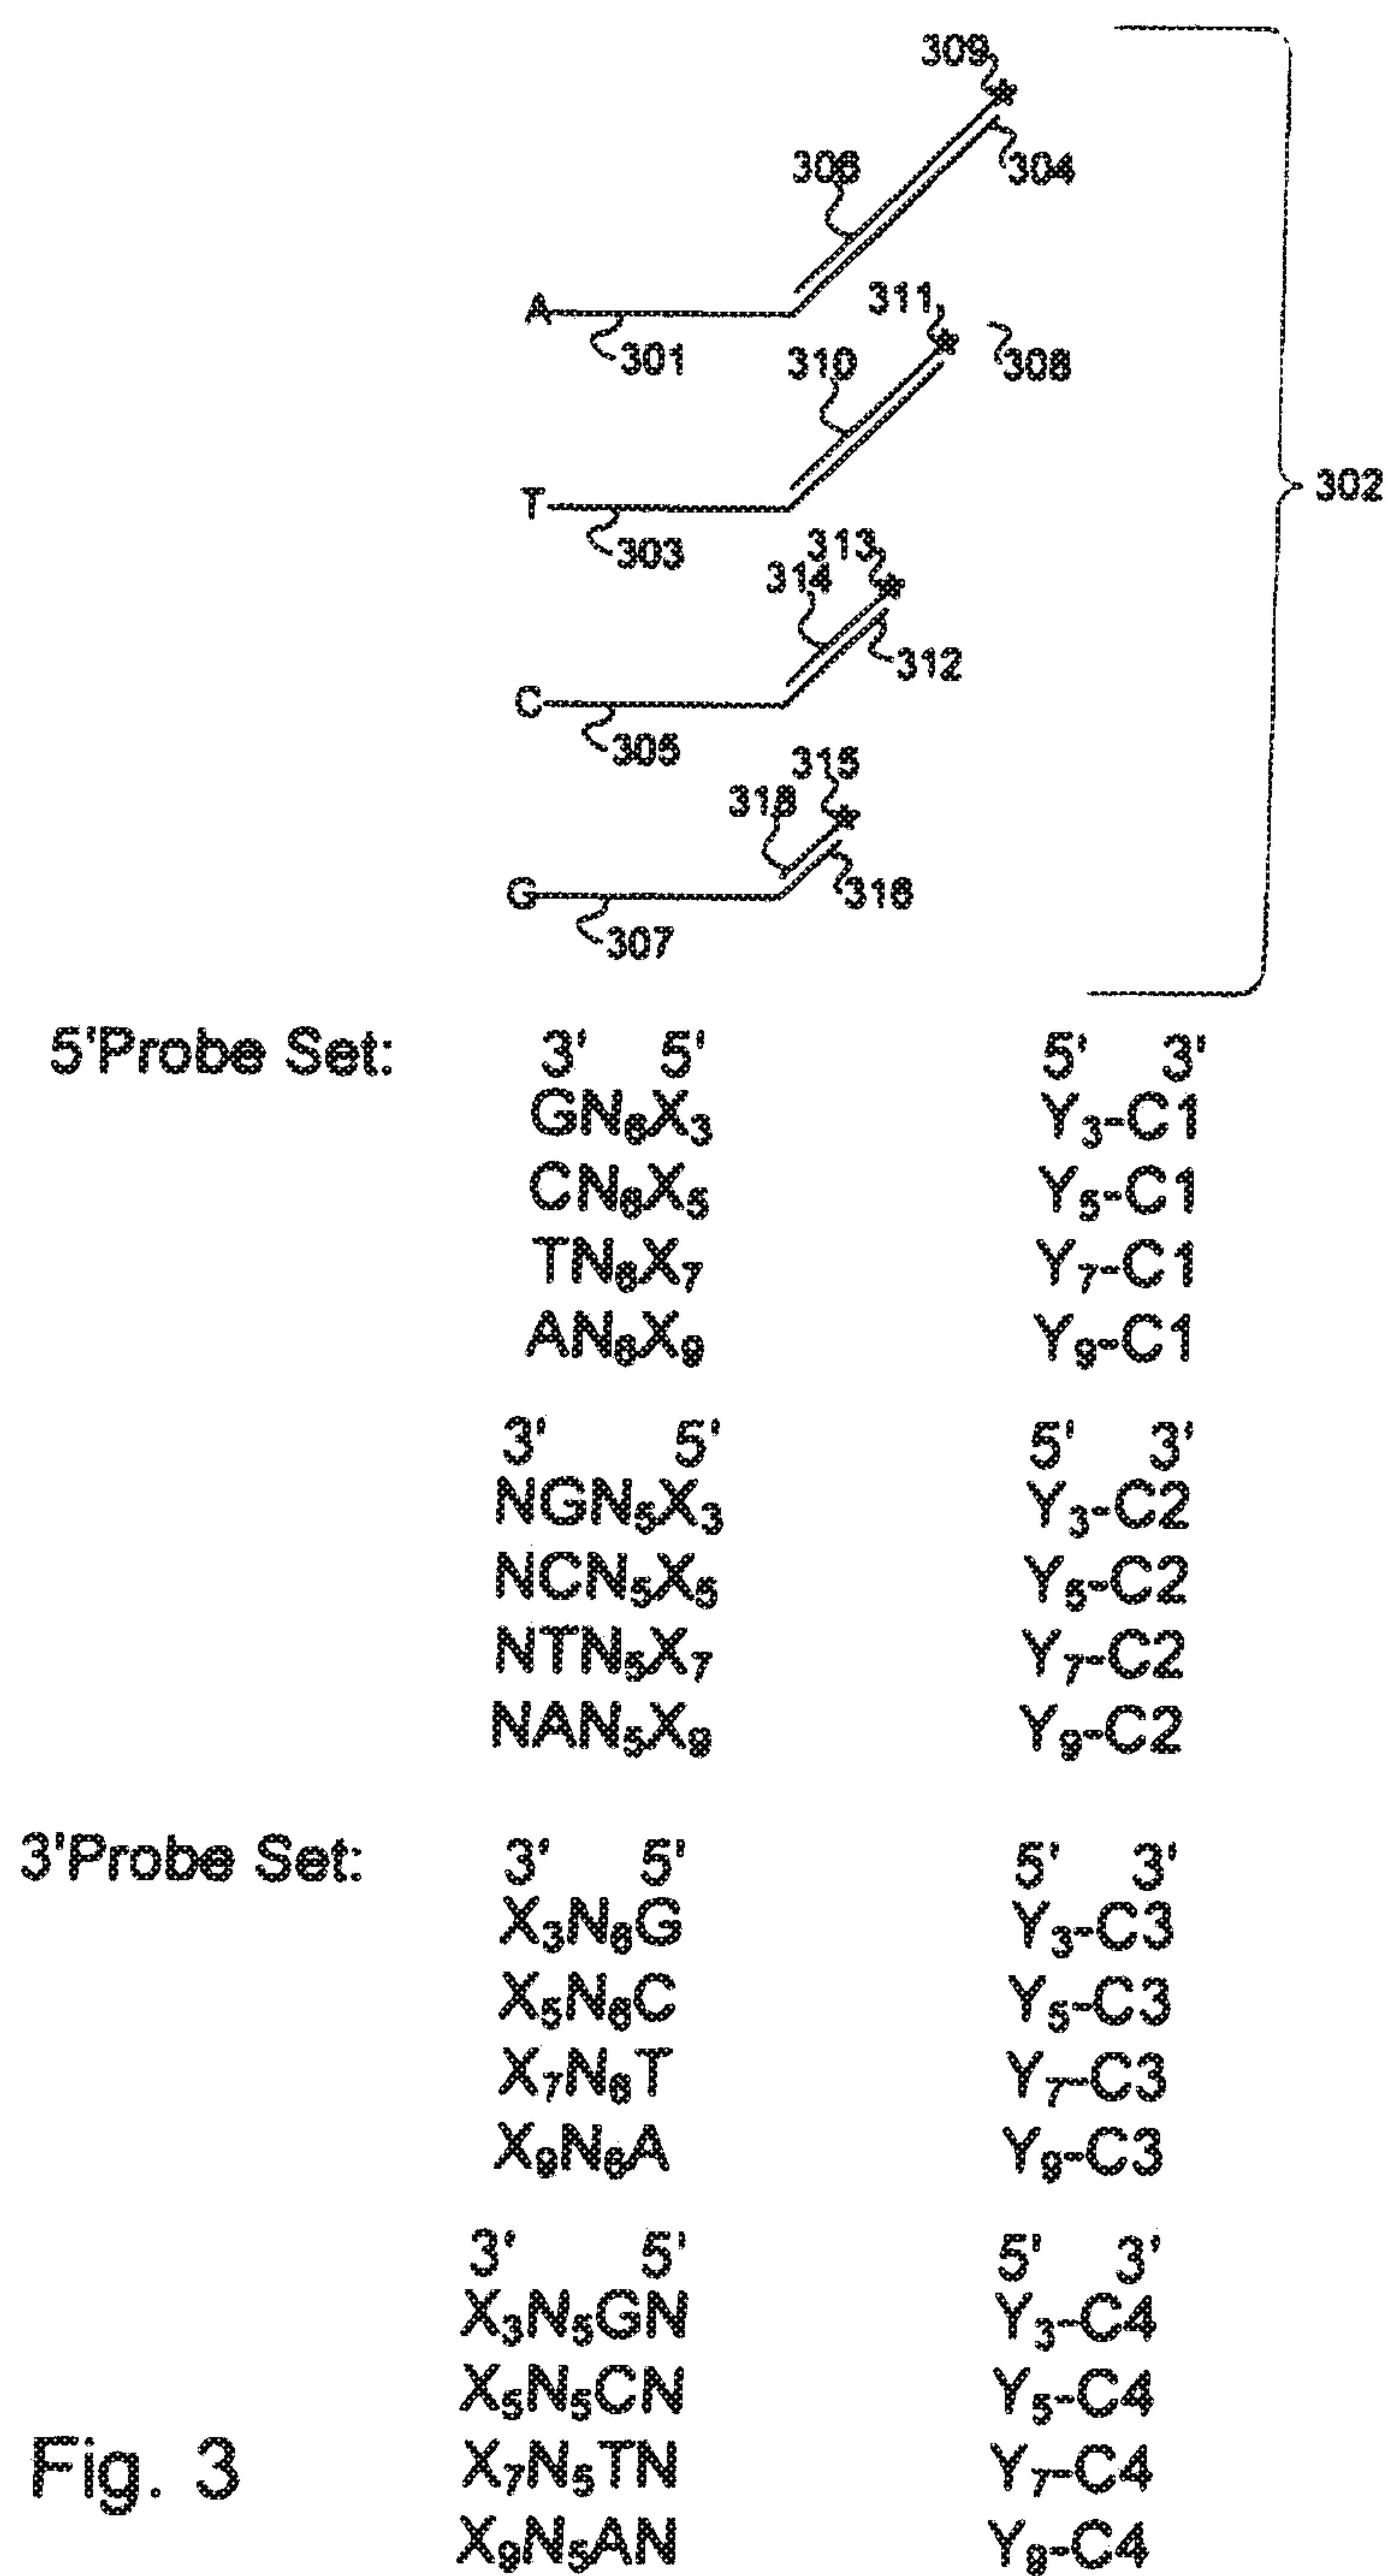 309
306
304
A
301
311
308
310
T
303
302
313
314
312
C
305
315
318
316
G
307
5'Probe Set:
3' 5' 5' 3'
GN₆X₃ Y₃-C1
CN₆X₅ Y₅-C1
TN₆X₇ Y₇-C1
AN₆X₉ Y₉-C1
3' 5' 5' 3'
NGN₅X₃ Y₃-C2
NCN₅X₅ Y₅-C2
NTN₅X₇ Y₇-C2
NAN₅X₉ Y₉-C2
3'Probe Set:
3' 5' 5' 3'
X₃N₆G Y₃-C3
X₅N₆C Y₅-C3
X₇N₆T Y₇-C3
X₉N₆A Y₉-C3
3' 5' 5' 3'
X₃N₅GN Y₃-C4
X₅N₅CN Y₅-C4
X₇N₅TN Y₇-C4
X₉N₅AN Y₉-C4
Fig. 3